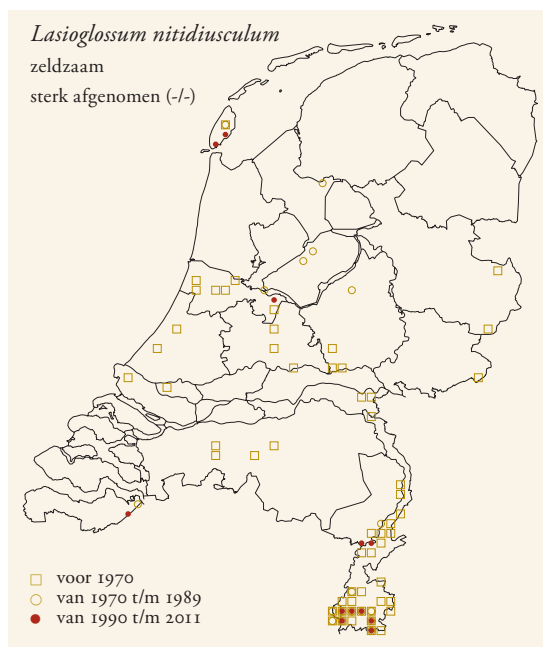 Lasioglossum nitidiusculum
zeldzaam
sterk afgenomen (-/-)
voor 1970
van 1970 t/m 1989
van 1990 t/m 2011